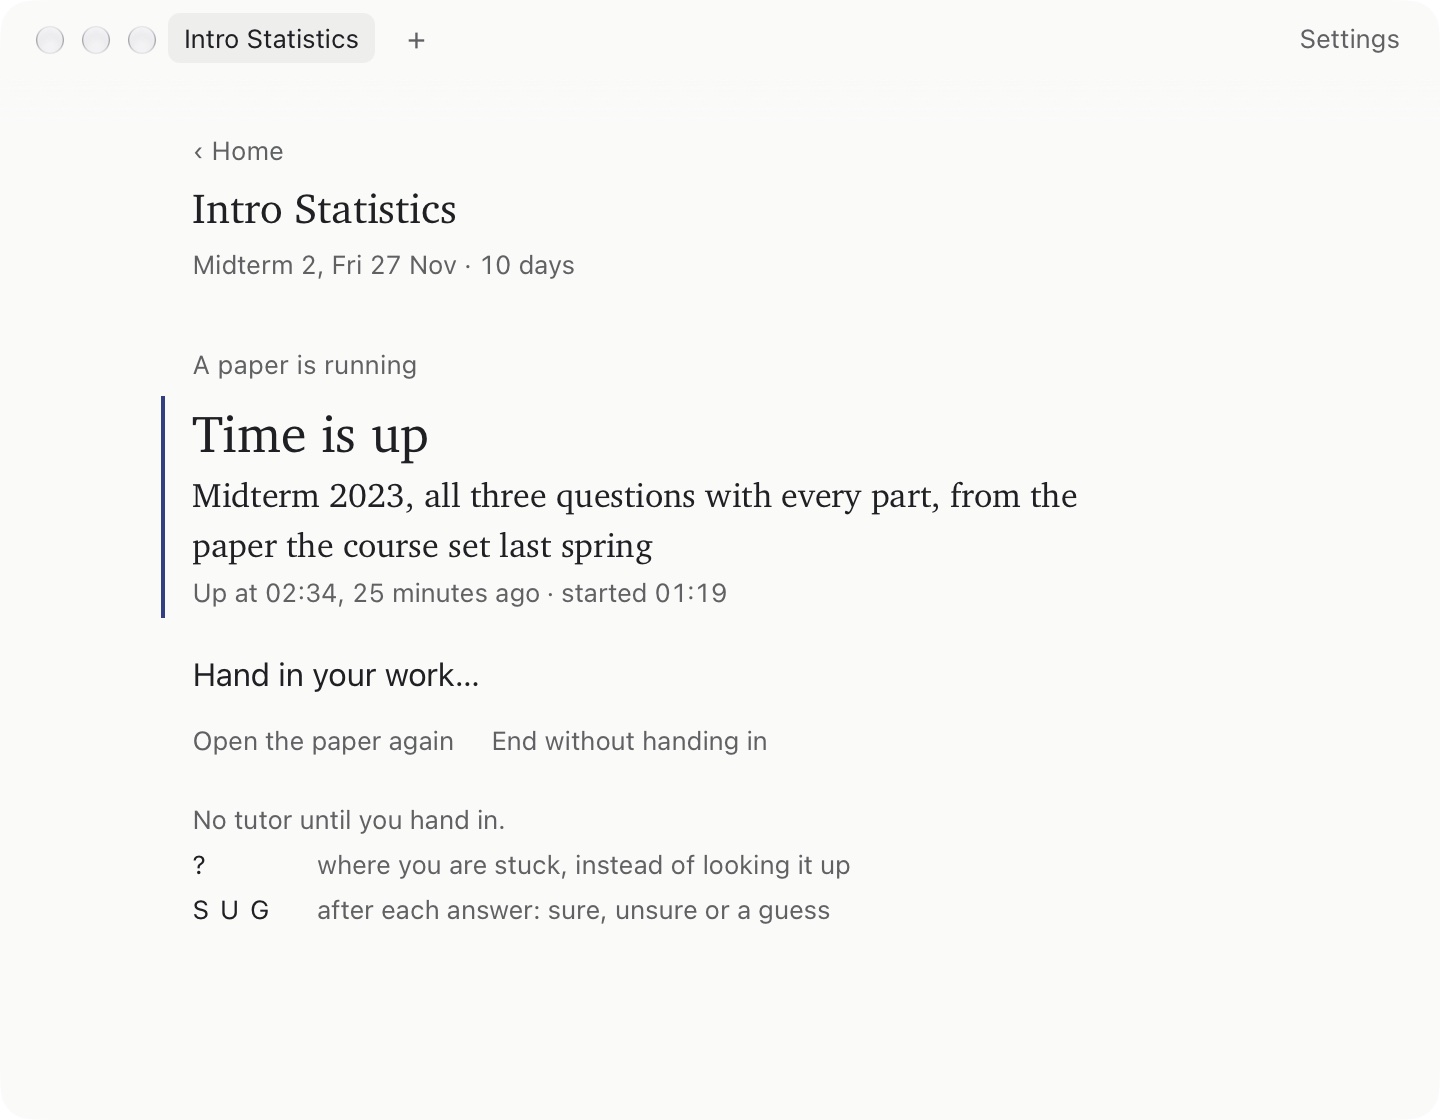 Intro Statistics
+
Settings
‹ Home
Intro Statistics
Midterm 2, Fri 27 Nov · 10 days
A paper is running
Time is up
Midterm 2023, all three questions with every part, from the
paper the course set last spring
Up at 02:34, 25 minutes ago · started 01:19
Hand in your work...
Open the paper again
End without handing in
No tutor until you hand in.
? where you are stuck, instead of looking it up
S U G after each answer: sure, unsure or a guess